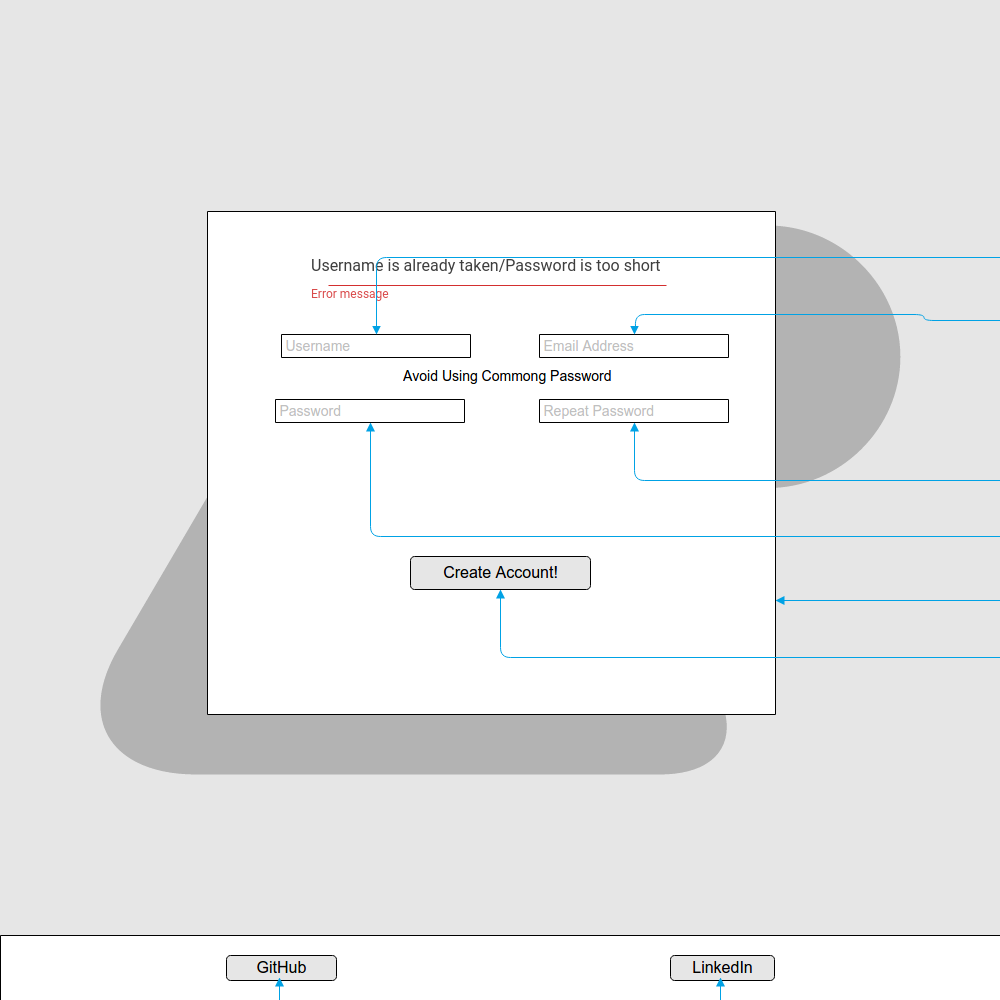 Username is already taken/Password is too short
Error message
Username
Email Address
Avoid Using Commong Password
Password
Repeat Password
Create Account!
GitHub
LinkedIn